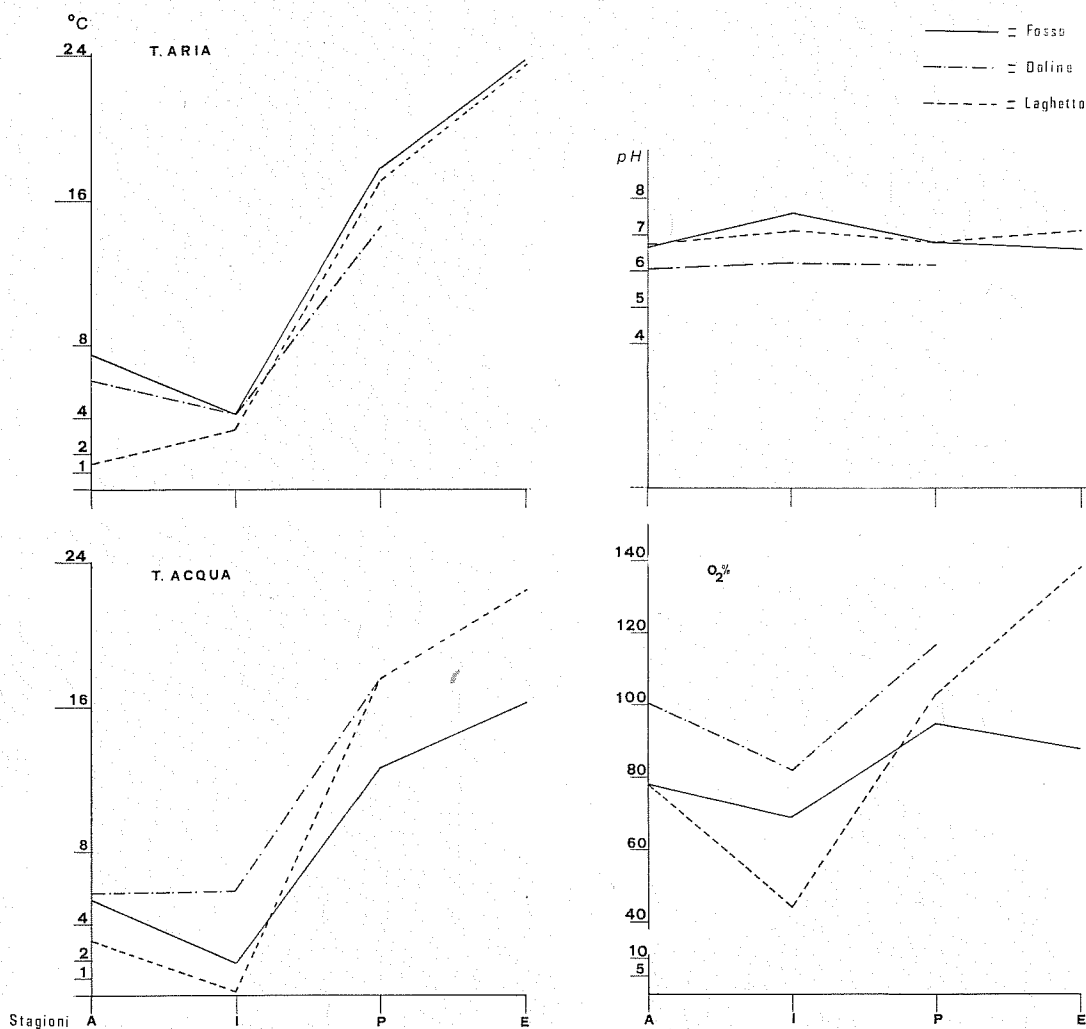 °C
T. ARIA
24
16
8
4
2
1
= Fosso
= Doline
= Laghetto
pH
8
7
6
5
4
T. ACQUA
24
16
8
4
2
1
O2%
140
120
100
80
60
40
10
5
Stagioni A I P E
A I P E